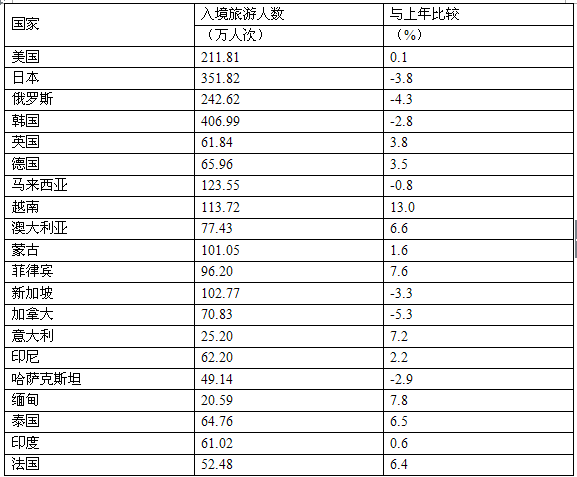 国家 入境旅游人数 与上年比较
（万人次） （%）
美国 211.81 0.1
日本 351.82 -3.8
俄罗斯 242.62 -4.3
韩国 406.99 -2.8
英国 61.84 3.8
德国 65.96 3.5
马来西亚 123.55 -0.8
越南 113.72 13.0
澳大利亚 77.43 6.6
蒙古 101.05 1.6
菲律宾 96.20 7.6
新加坡 102.77 -3.3
加拿大 70.83 -5.3
意大利 25.20 7.2
印尼 62.20 2.2
哈萨克斯坦 49.14 -2.9
缅甸 20.59 7.8
泰国 64.76 6.5
印度 61.02 0.6
法国 52.48 6.4